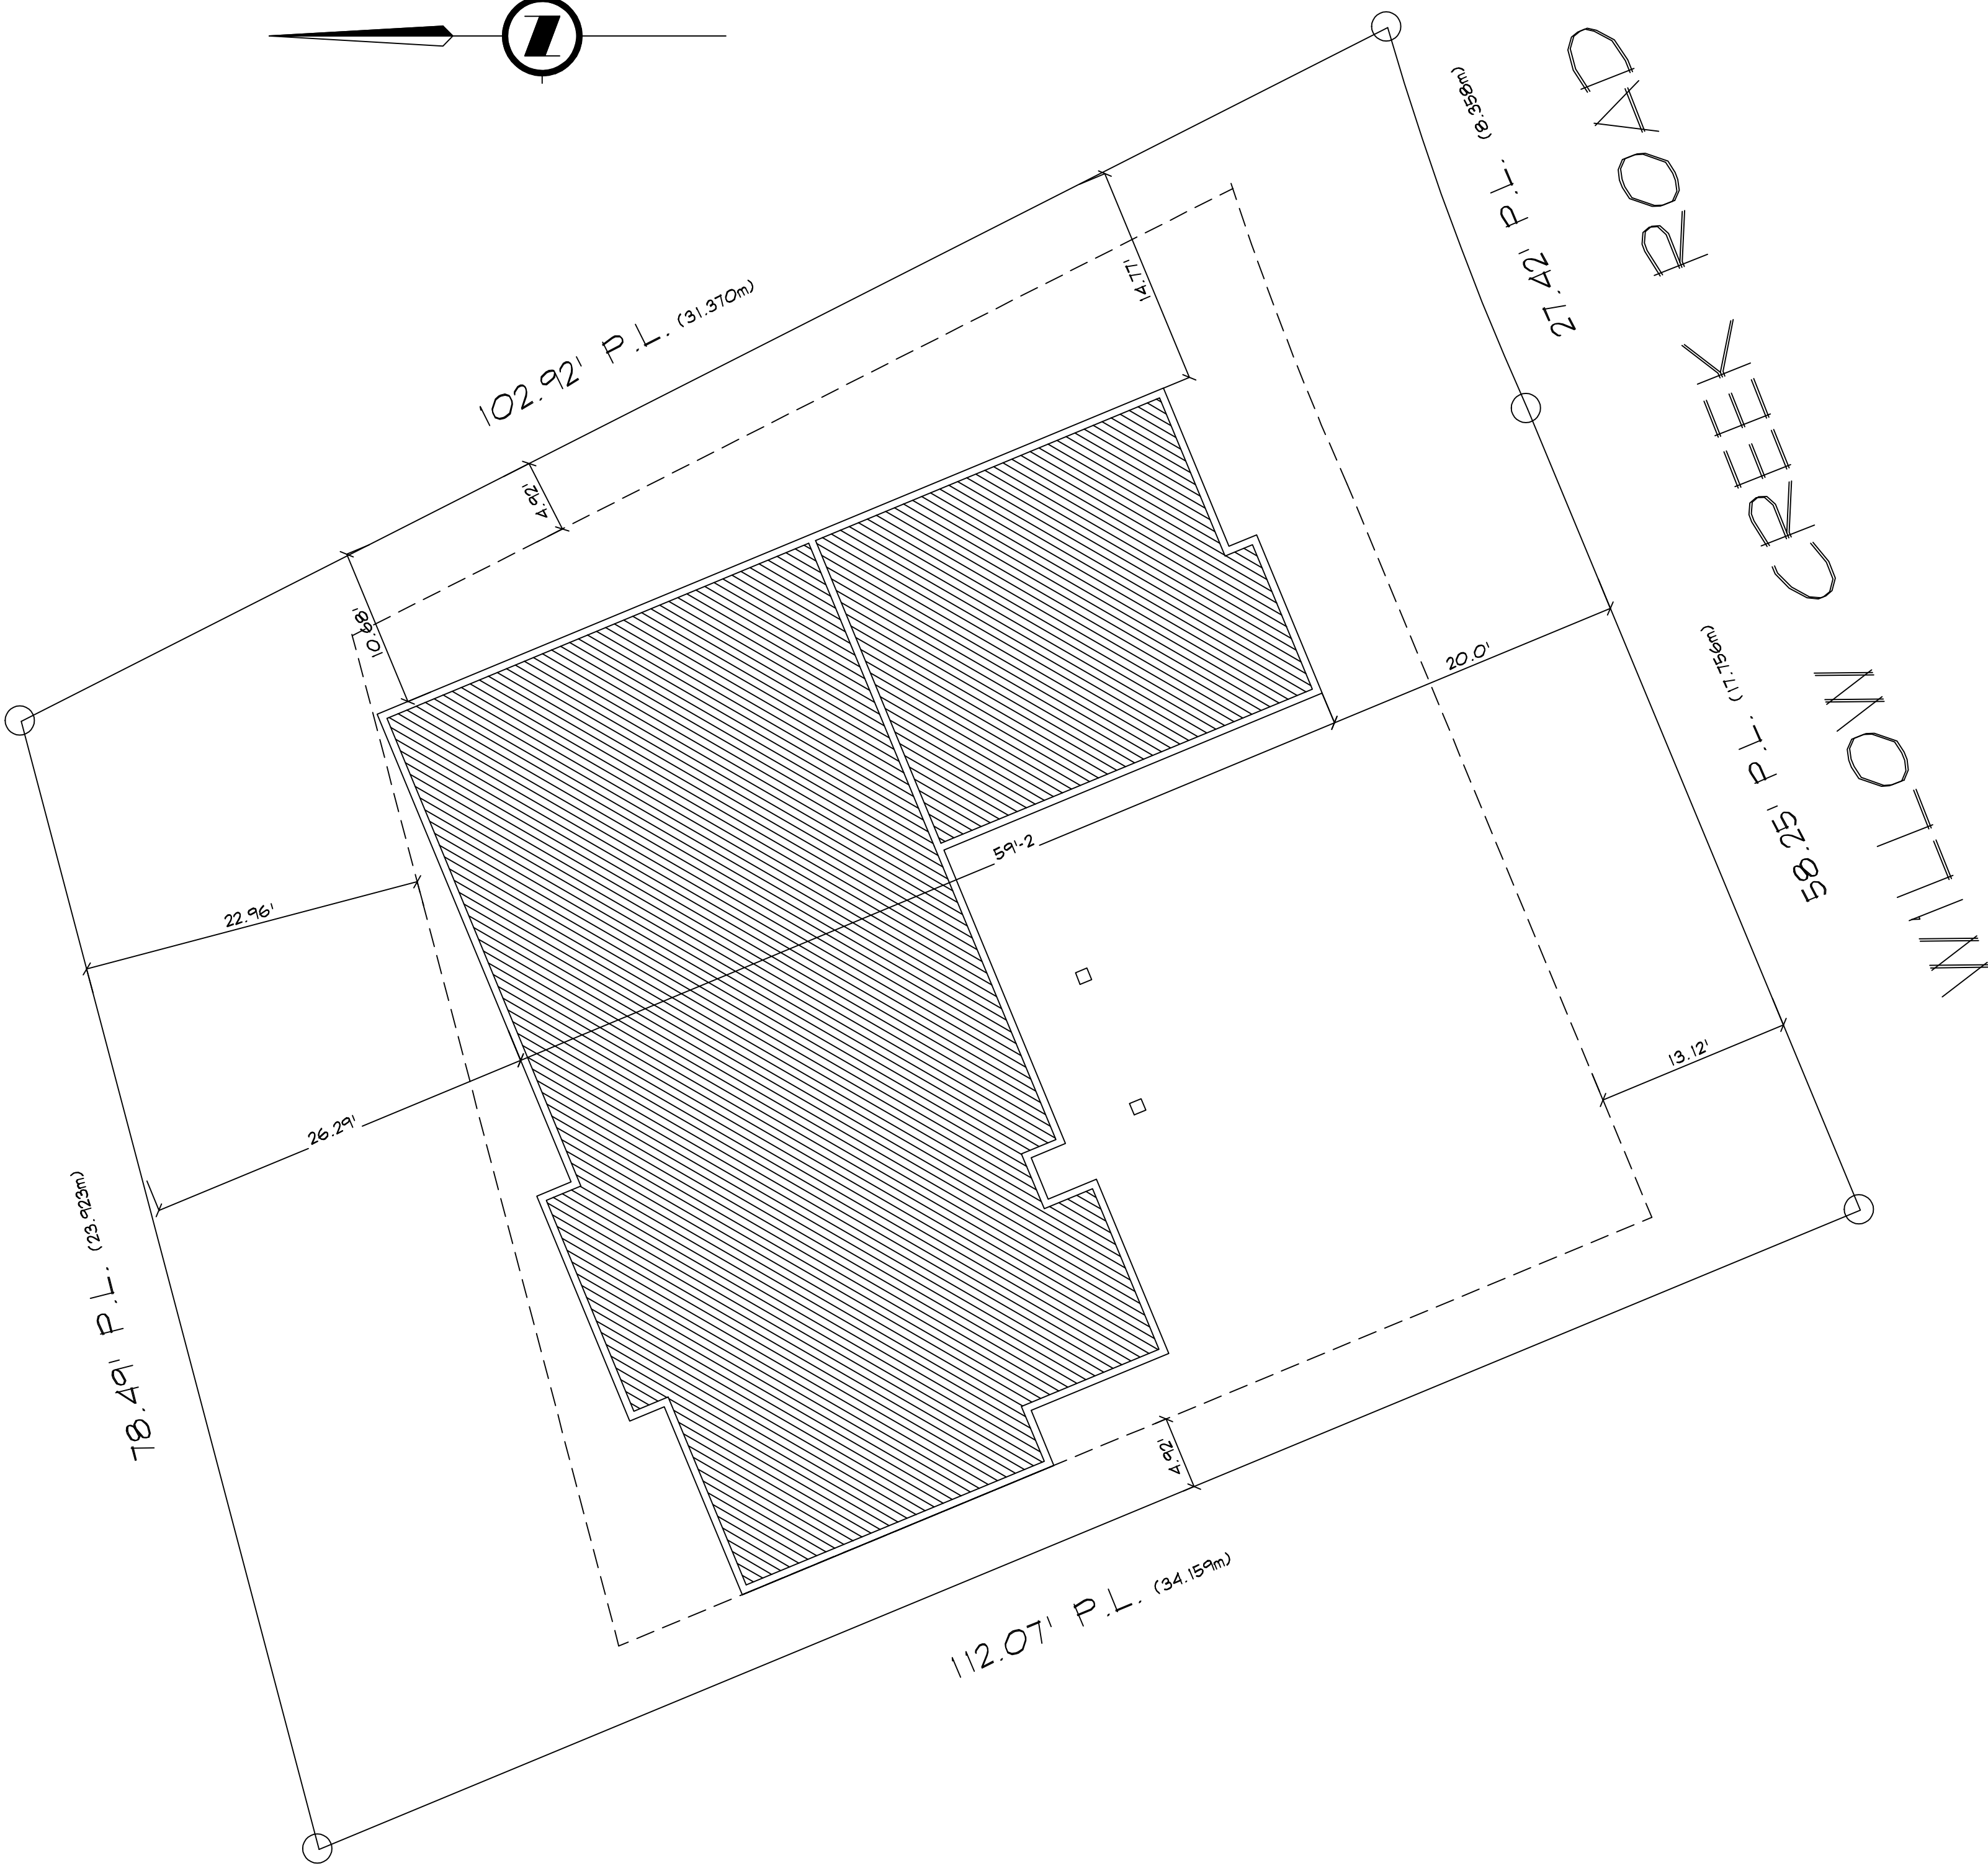 N
102.92' P.L. (31.370m)
27.42' P.L. (8.358m)
WILLOW CREEK ROAD
14.77'
4.92'
10.68'
20.0'
58.25' P.L. (17.756m)
59'-2
22.96'
13.12'
26.29'
78.49' P.L. (23.923m)
4.92'
112.07' P.L. (34.159m)